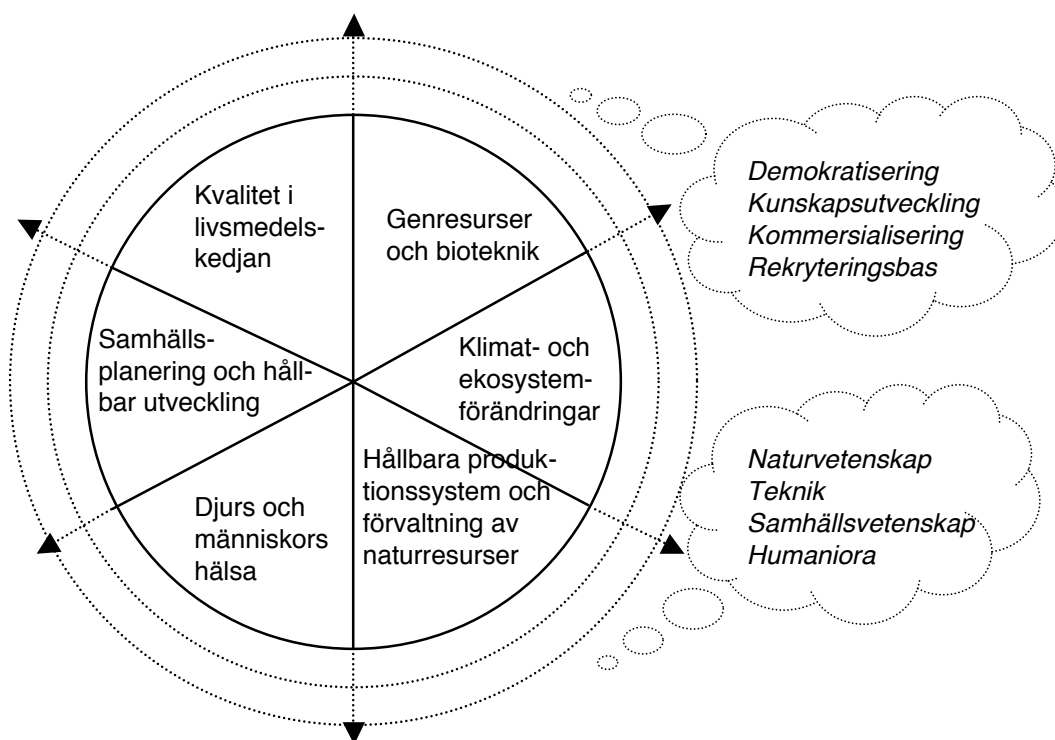 Kvalitet i
livsmedels-
kedjan
Genresurser
och bioteknik
Samhälls-
planering och håll-
bar utveckling
Klimat- och
ekosystem-
förändringar
Djurs och
människors
hälsa
Hållbara produk-
tionssystem och
förvaltning av
naturresurser
Demokratisering
Kunskapsutveckling
Kommersialisering
Rekryteringsbas
Naturvetenskap
Teknik
Samhällsvetenskap
Humaniora